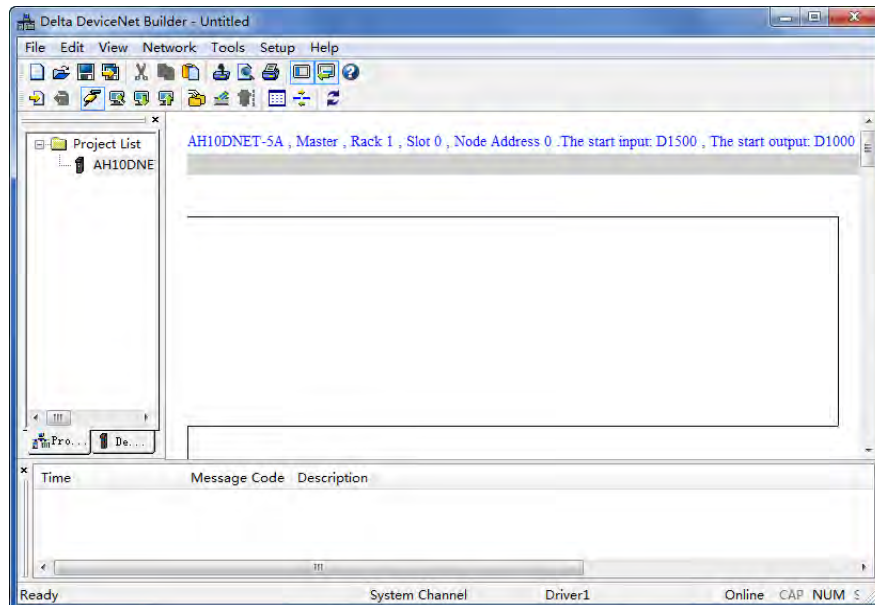 Delta DeviceNet Builder - Untitled
File Edit View Network Tools Setup Help
Project List
AH10DNE
AH10DNET-5A , Master , Rack 1 , Slot 0 , Node Address 0 .The start input: D1500 , The start output: D1000
Pro... De...
Time Message Code Description
Ready System Channel Driver1 Online CAP NUM S